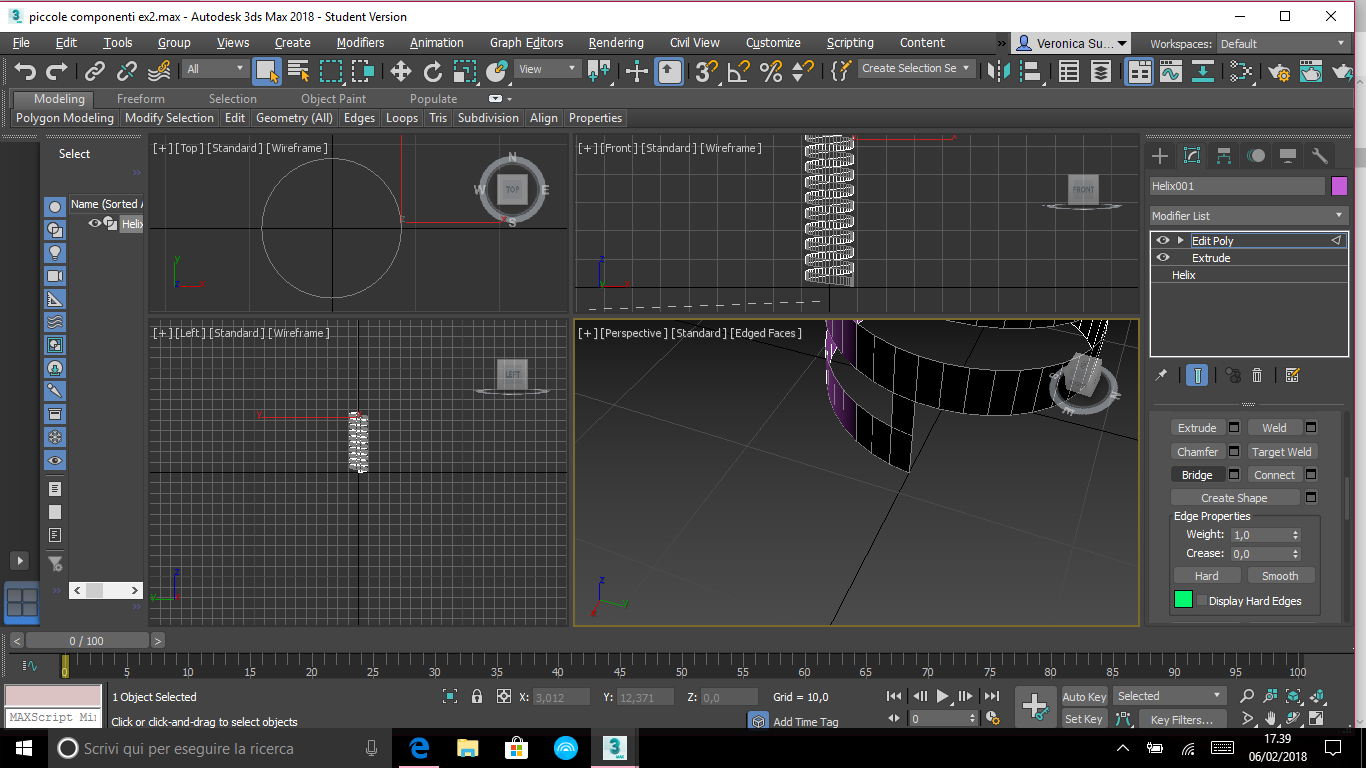 piccole componenti ex2.max - Autodesk 3ds Max 2018 - Student Version
File Edit Tools Group Views Create Modifiers Animation Graph Editors Rendering Civil View Customize Scripting Content » Veronica Su... Workspaces: Default
All View Create Selection Se
Modeling Freeform Selection Object Paint Populate
Polygon Modeling Modify Selection Edit Geometry (All) Edges Loops Tris Subdivision Align Properties
Select
Name (Sorted A
Helix
[+] [Top] [Standard] [Wireframe]
N
W TOP E
S
y
[+] [Front] [Standard] [Wireframe]
FRONT
x
z
[+] [Left] [Standard] [Wireframe]
LEFT
y
z
y
[+] [Perspective] [Standard] [Edged Faces]
z
y
Helix001
Modifier List
Edit Poly
Extrude
Helix
Extrude Weld
Chamfer Target Weld
Bridge Connect
Create Shape
Edge Properties
Weight: 1,0
Crease: 0,0
Hard Smooth
Display Hard Edges
< 0 / 100 >
0 5 10 15 20 25 30 35 40 45 50 55 60 65 70 75 80 85 90 95 100
1 Object Selected X: 3,012 Y: 12,371 Z: 0,0 Grid = 10,0 Auto Key Selected
MAXScript Mi Click or click-and-drag to select objects Add Time Tag 0 Set Key Key Filters...
Scrivi qui per eseguire la ricerca
3
MAX
17.39
06/02/2018